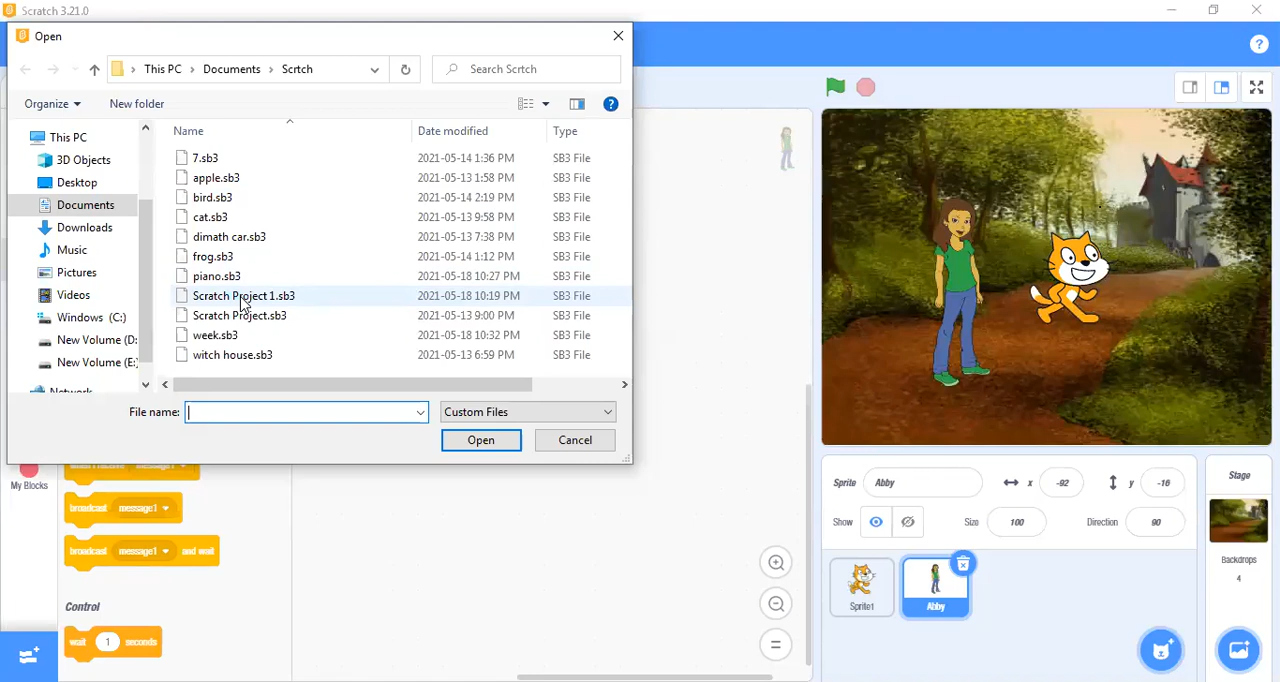 Scratch 3.21.0
Open
This PC > Documents > Scrtch
Search Scrtch
Organize
New folder
Name Date modified Type
This PC
3D Objects
Desktop
Documents
Downloads
Music
Pictures
Videos
Windows (C:)
New Volume (D:
New Volume (E:)
Network
7.sb3 2021-05-14 1:36 PM SB3 File
apple.sb3 2021-05-13 1:58 PM SB3 File
bird.sb3 2021-05-14 2:19 PM SB3 File
cat.sb3 2021-05-13 9:58 PM SB3 File
dimath car.sb3 2021-05-13 7:38 PM SB3 File
frog.sb3 2021-05-14 1:12 PM SB3 File
piano.sb3 2021-05-18 10:27 PM SB3 File
Scratch Project 1.sb3 2021-05-18 10:19 PM SB3 File
Scratch Project.sb3 2021-05-13 9:00 PM SB3 File
week.sb3 2021-05-18 10:32 PM SB3 File
witch house.sb3 2021-05-13 6:59 PM SB3 File
File name:
Custom Files
Open Cancel
My Blocks
broadcast message1
broadcast message1 and wait
Control
wait 1 seconds
Sprite Abby x -92 y -16
Show Size 100 Direction 90
Sprite1
Abby
Stage
Backdrops
4